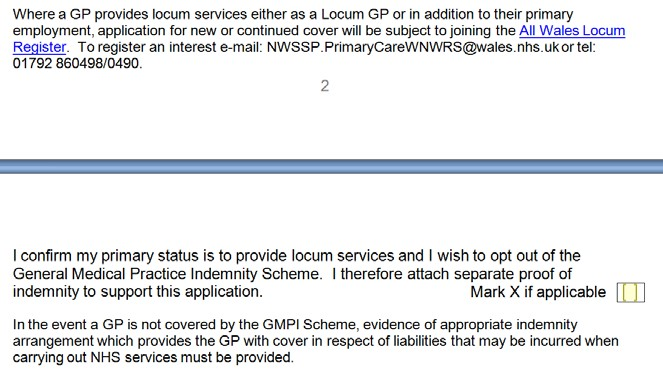 Where a GP provides locum services either as a Locum GP or in addition to their primary
employment, application for new or continued cover will be subject to joining the All Wales Locum
Register. To register an interest e-mail: NWSSP.PrimaryCareWNWRS@wales.nhs.uk or tel:
01792 860498/0490.
2
I confirm my primary status is to provide locum services and I wish to opt out of the
General Medical Practice Indemnity Scheme. I therefore attach separate proof of
indemnity to support this application. Mark X if applicable
In the event a GP is not covered by the GMPI Scheme, evidence of appropriate indemnity
arrangement which provides the GP with cover in respect of liabilities that may be incurred when
carrying out NHS services must be provided.